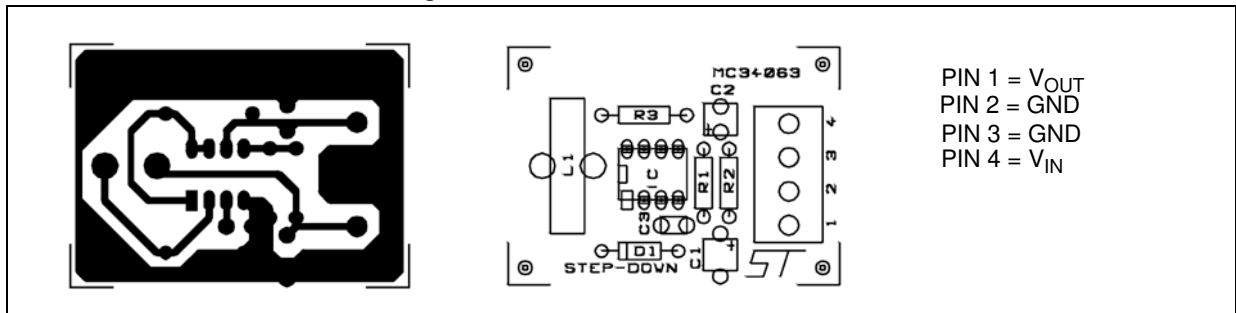 MC34063
C2
R3
L1
IC
R1
R2
4
3
2
1
C3
D1
C1
STEP-DOWN
ST
PIN 1 = VOUT
PIN 2 = GND
PIN 3 = GND
PIN 4 = VIN